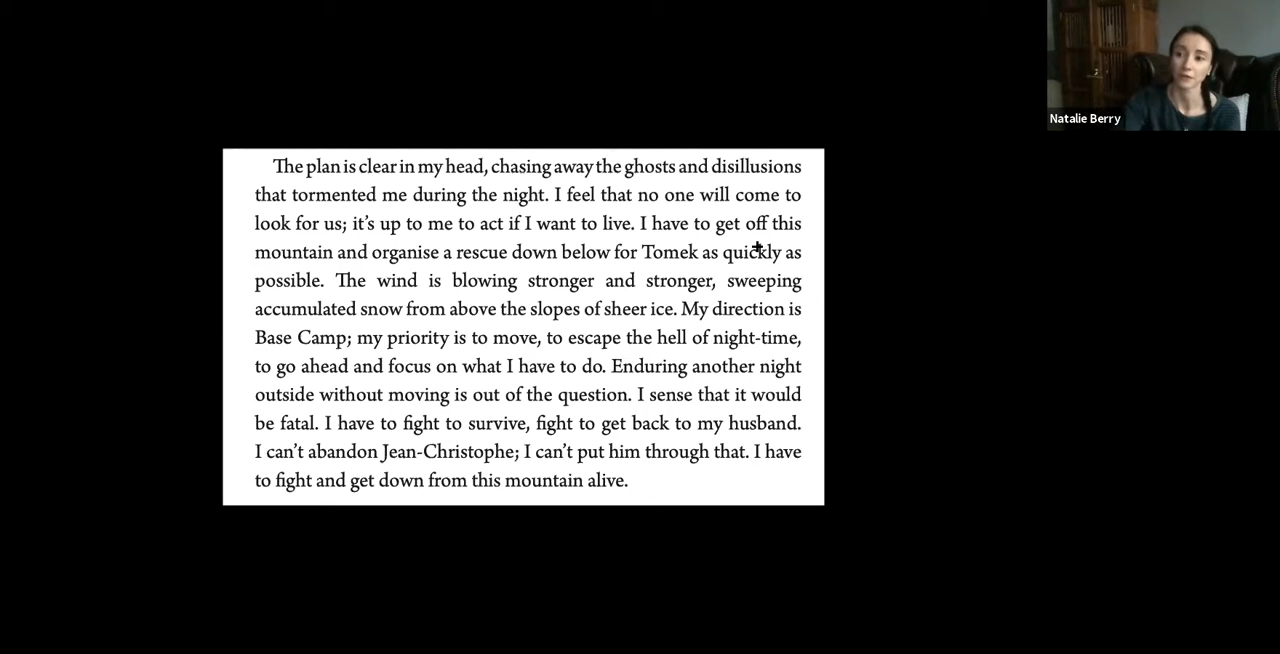 Natalie Berry
The plan is clear in my head, chasing away the ghosts and disillusions
that tormented me during the night. I feel that no one will come to
look for us; it's up to me to act if I want to live. I have to get off this
mountain and organise a rescue down below for Tomek as quickly as
possible. The wind is blowing stronger and stronger, sweeping
accumulated snow from above the slopes of sheer ice. My direction is
Base Camp; my priority is to move, to escape the hell of night-time,
to go ahead and focus on what I have to do. Enduring another night
outside without moving is out of the question. I sense that it would
be fatal. I have to fight to survive, fight to get back to my husband.
I can't abandon Jean-Christophe; I can't put him through that. I have
to fight and get down from this mountain alive.